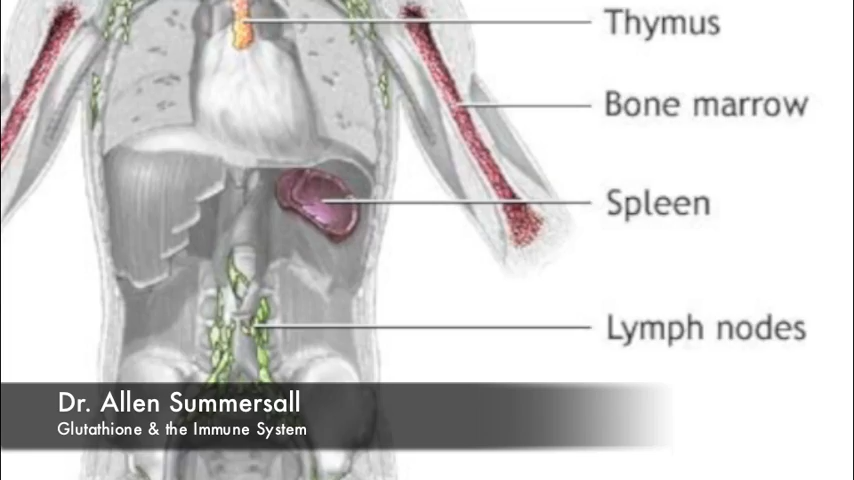 Thymus
Bone marrow
Spleen
Lymph nodes
Dr. Allen Summersall
Glutathione & the Immune System